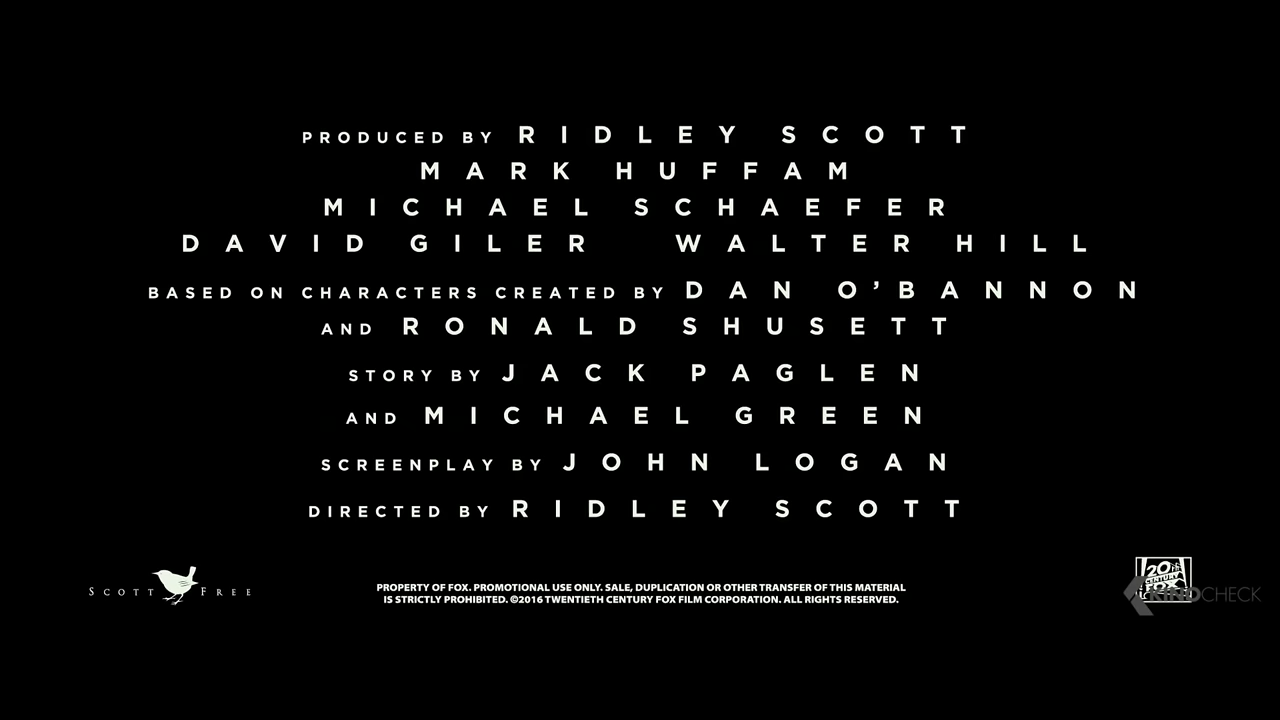 PRODUCED BY RIDLEY SCOTT
MARK HUFFAM
MICHAEL SCHAEFER
DAVID GILER WALTER HILL
BASED ON CHARACTERS CREATED BY DAN O'BANNON
AND RONALD SHUSETT
STORY BY JACK PAGLEN
AND MICHAEL GREEN
SCREENPLAY BY JOHN LOGAN
DIRECTED BY RIDLEY SCOTT
SCOTT FREE
PROPERTY OF FOX. PROMOTIONAL USE ONLY. SALE, DUPLICATION OR OTHER TRANSFER OF THIS MATERIAL
IS STRICTLY PROHIBITED. ©2016 TWENTIETH CENTURY FOX FILM CORPORATION. ALL RIGHTS RESERVED.
20th
CENTURY
FOX
KINOCHECK